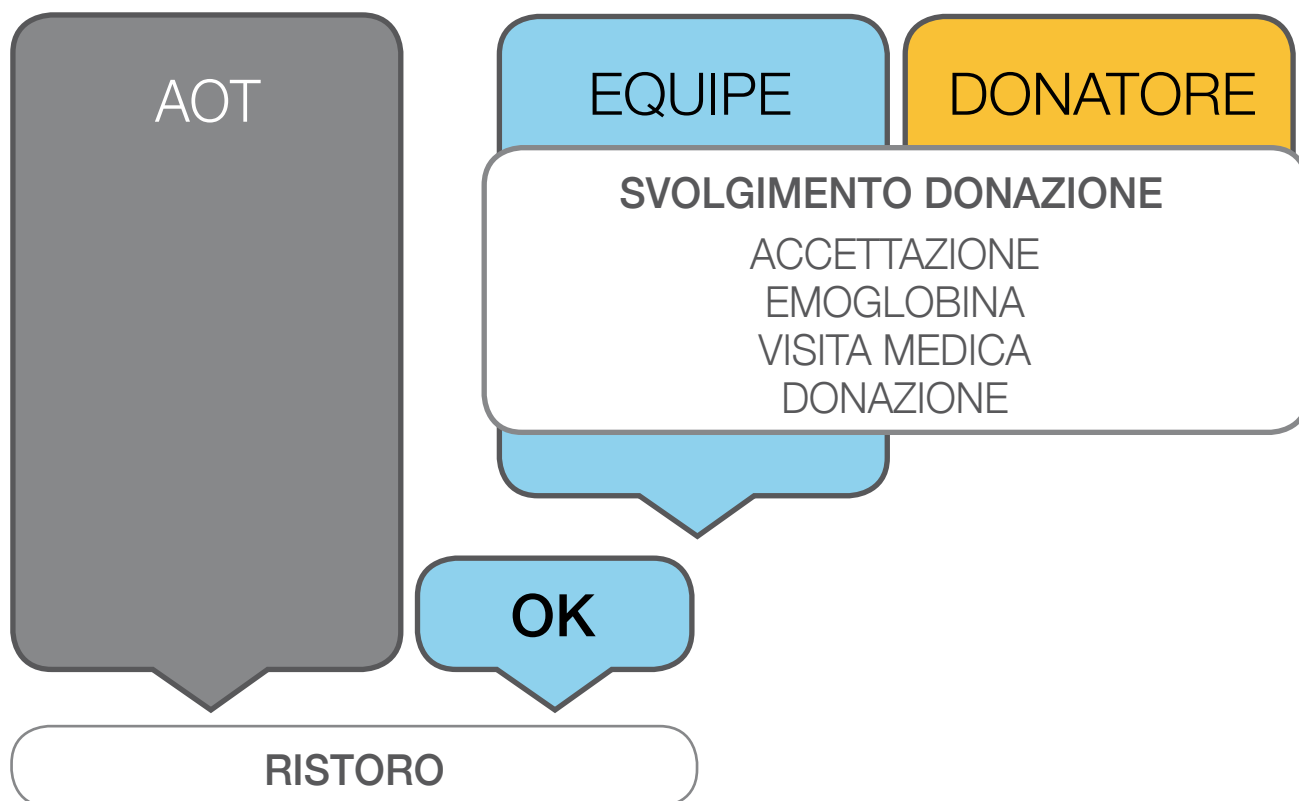 AOT
EQUIPE
DONATORE
SVOLGIMENTO DONAZIONE
ACCETTAZIONE
EMOGLOBINA
VISITA MEDICA
DONAZIONE
OK
RISTORO